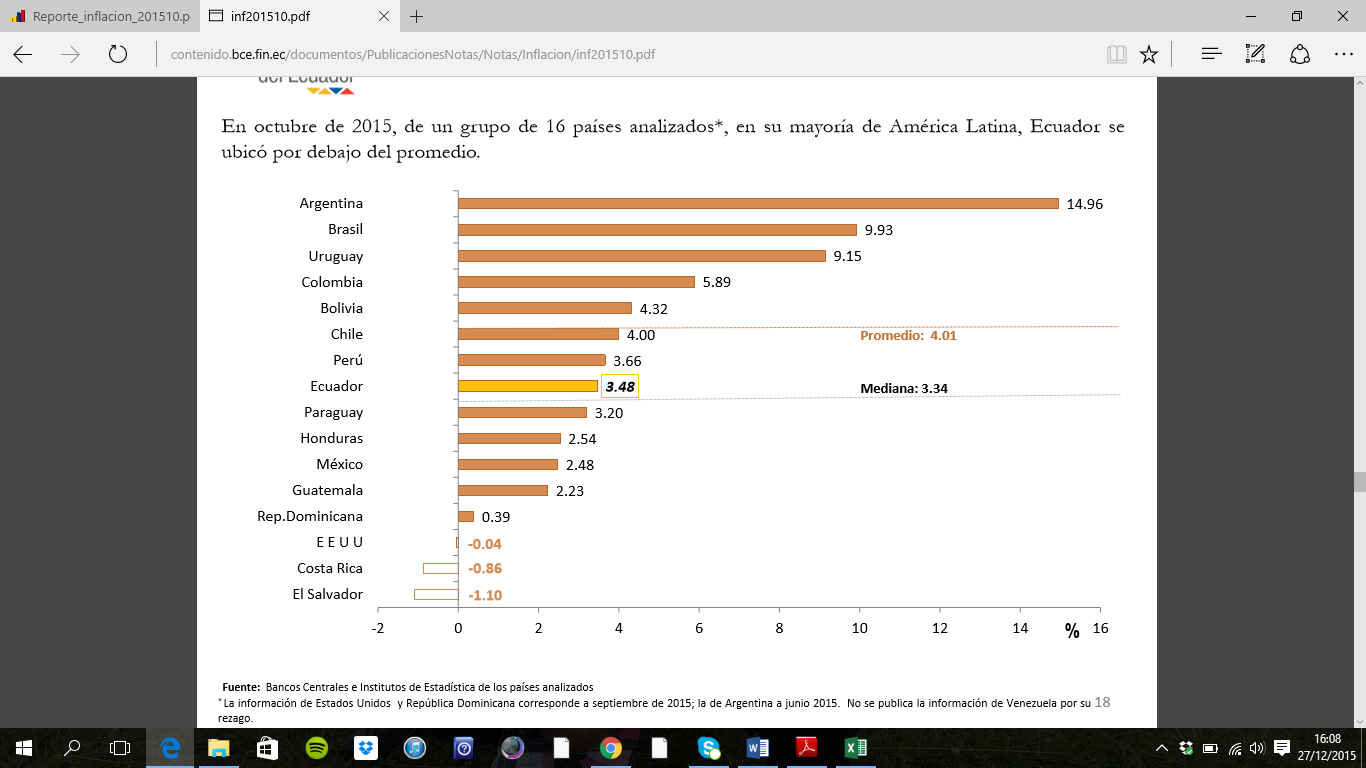 Reporte_inflacion_201510.p
inf201510.pdf
contenido.bce.fin.ec/documentos/PublicacionesNotas/Notas/Inflacion/inf201510.pdf
del Ecuador
En octubre de 2015, de un grupo de 16 países analizados*, en su mayoría de América Latina, Ecuador se
ubicó por debajo del promedio.
Argentina 14.96
Brasil 9.93
Uruguay 9.15
Colombia 5.89
Bolivia 4.32
Chile 4.00 Promedio: 4.01
Perú 3.66
Ecuador 3.48 Mediana: 3.34
Paraguay 3.20
Honduras 2.54
México 2.48
Guatemala 2.23
Rep.Dominicana 0.39
E E U U -0.04
Costa Rica -0.86
El Salvador -1.10
-2 0 2 4 6 8 10 12 14 % 16
Fuente: Bancos Centrales e Institutos de Estadística de los países analizados
* La información de Estados Unidos y República Dominicana corresponde a septiembre de 2015; la de Argentina a junio 2015. No se publica la información de Venezuela por su 18
rezago.
16:08
27/12/2015